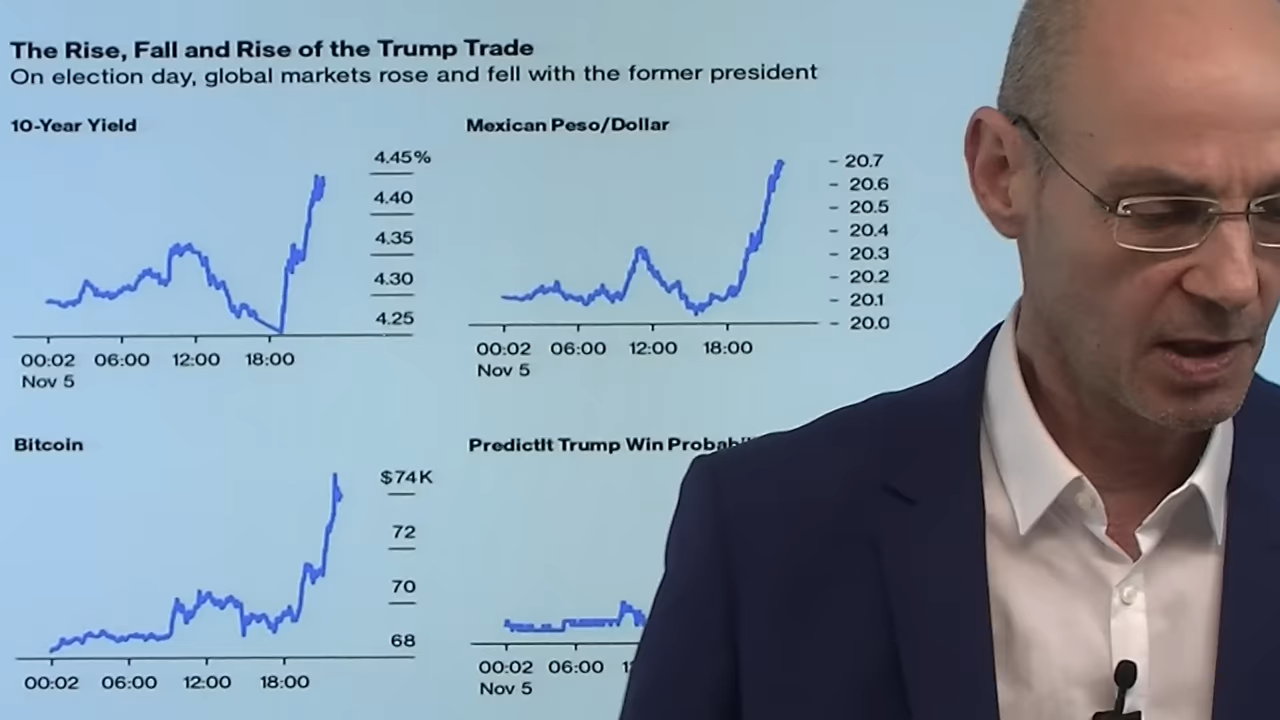 The Rise, Fall and Rise of the Trump Trade
On election day, global markets rose and fell with the former president
10-Year Yield
4.45%
4.40
4.35
4.30
4.25
00:02 06:00 12:00 18:00
Nov 5
Mexican Peso/Dollar
20.7
20.6
20.5
20.4
20.3
20.2
20.1
20.0
00:02 06:00 12:00 18:00
Nov 5
Bitcoin
$74K
72
70
68
00:02 06:00 12:00 18:00
PredictIt Trump Win
00:02 06:00
Nov 5